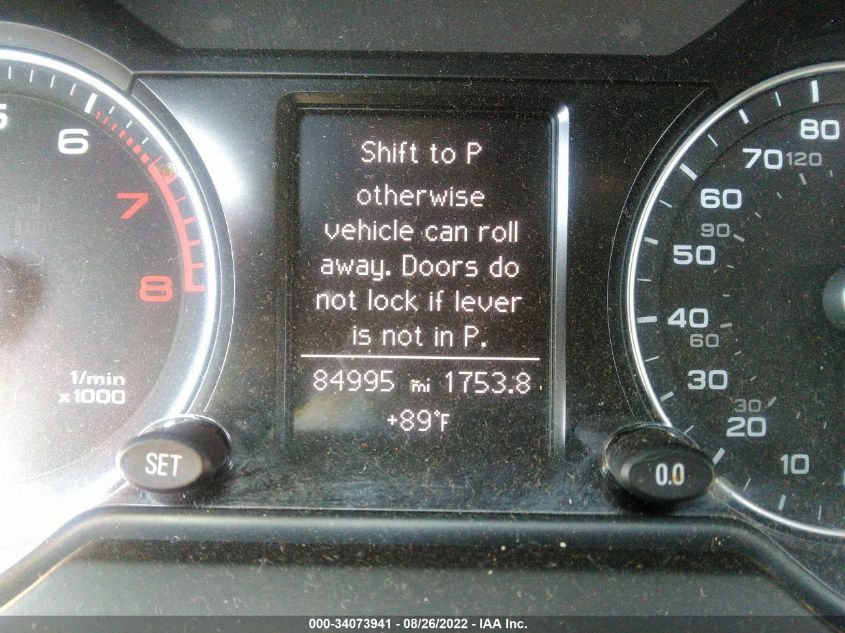 Shift to P
otherwise
vehicle can roll
away. Doors do
not lock if lever
is not in P.
84995 mi 1753.8
+89°F
5
6
7
8
1/min
x1000
SET
0.0
80
70 120
60
90
50
40
60
30
30
20
10
000-34073941 - 08/26/2022 - IAA Inc.